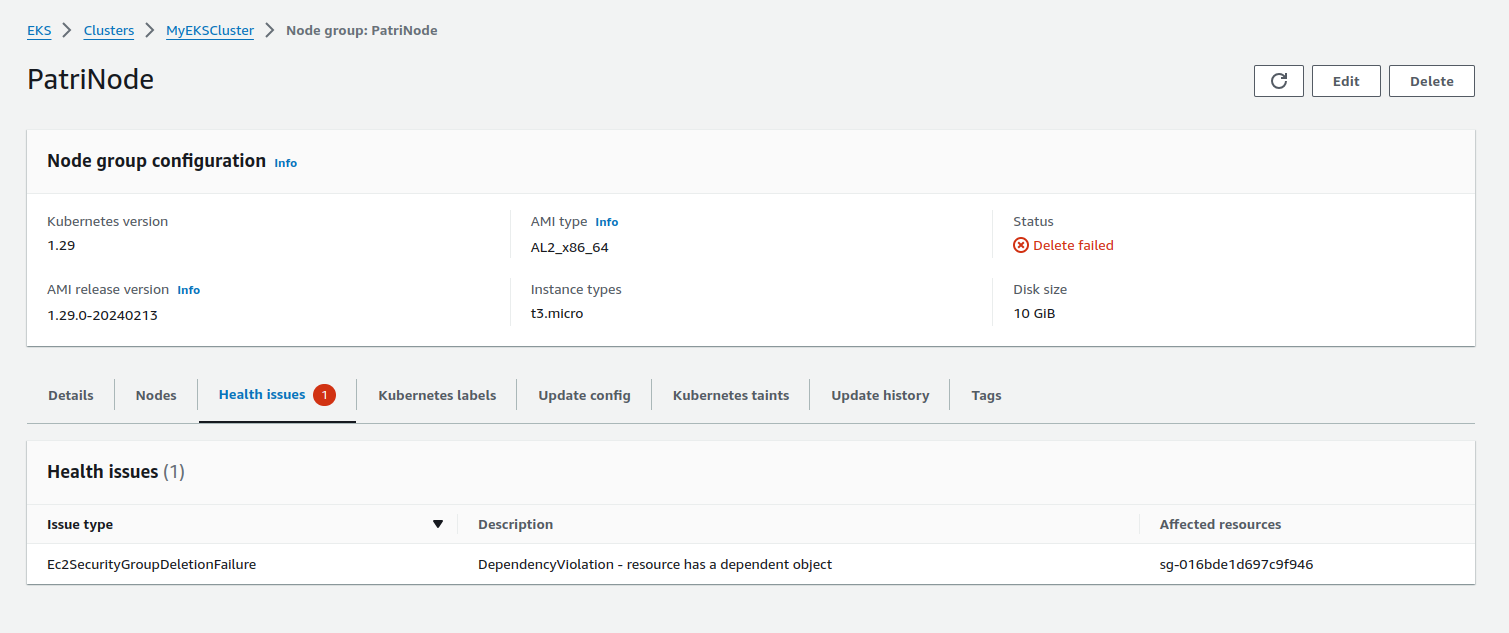 EKS Clusters MyEKSCluster Node group: PatriNode
PatriNode
Edit Delete
Node group configuration Info
Kubernetes version AMI type Info Status
1.29 AL2_x86_64 Delete failed
AMI release version Info Instance types Disk size
1.29.0-20240213 t3.micro 10 GiB
Details Nodes Health issues 1 Kubernetes labels Update config Kubernetes taints Update history Tags
Health issues (1)
Issue type Description Affected resources
Ec2SecurityGroupDeletionFailure DependencyViolation - resource has a dependent object sg-016bde1d697c9f946